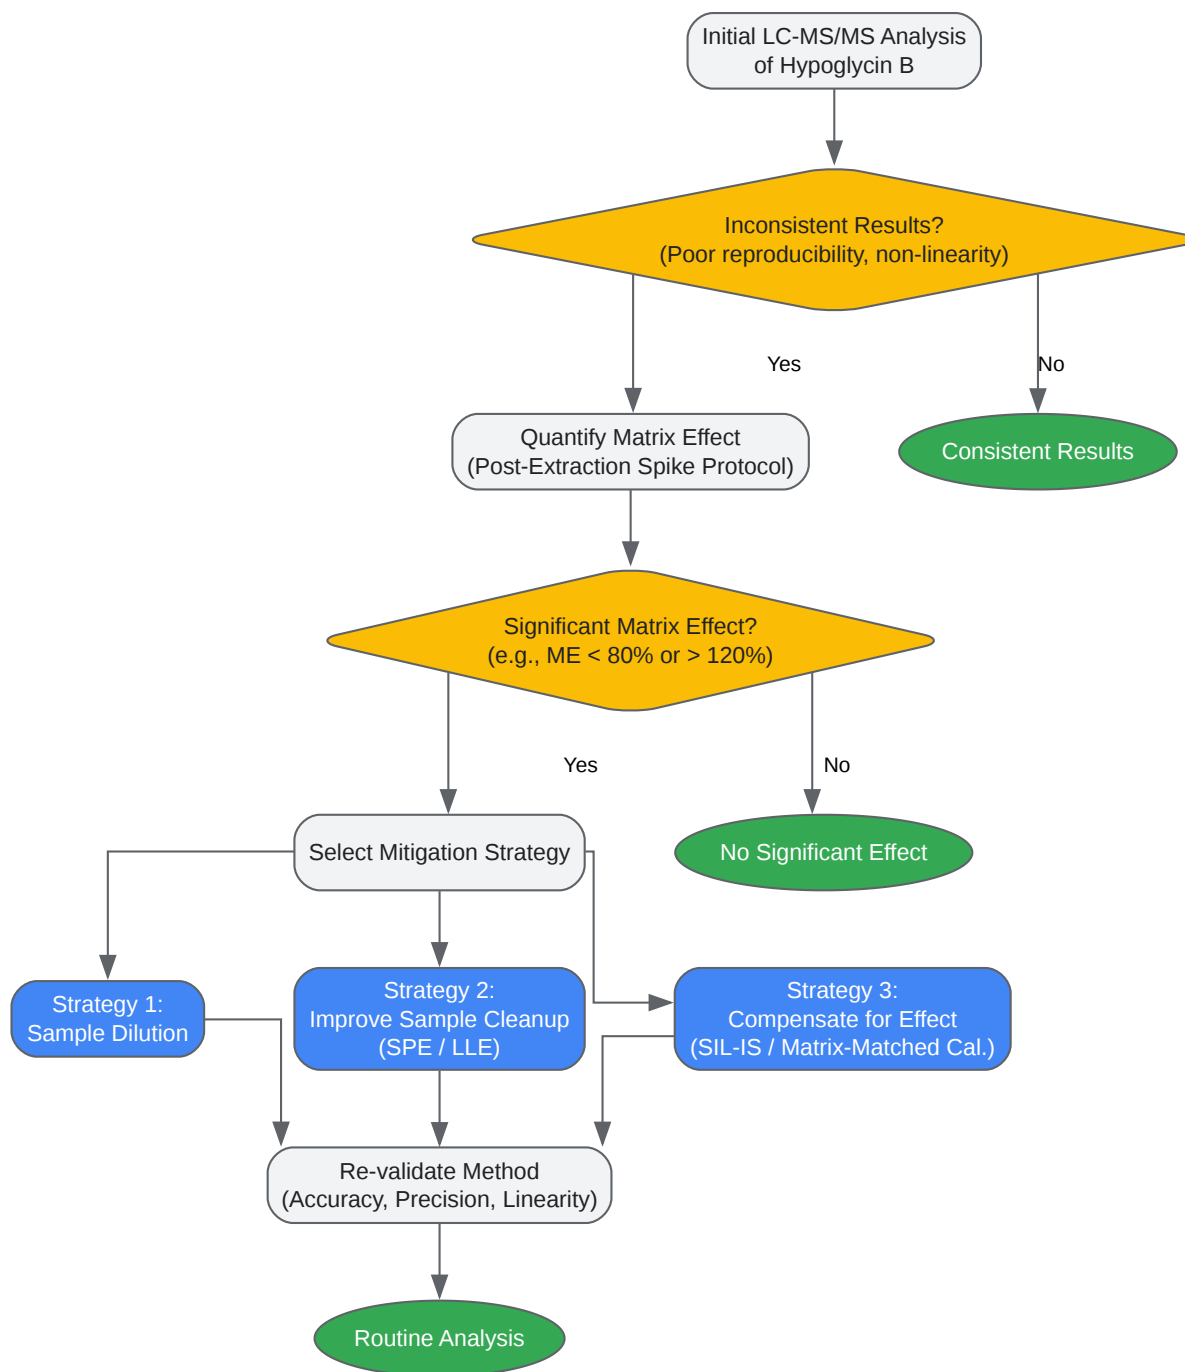 Initial LC-MS/MS Analysis
of Hypoglycin B
Inconsistent Results?
(Poor reproducibility, non-linearity)
Yes
No
Quantify Matrix Effect
(Post-Extraction Spike Protocol)
Consistent Results
Significant Matrix Effect?
(e.g., ME < 80% or > 120%)
Yes
No
Select Mitigation Strategy
No Significant Effect
Strategy 1:
Sample Dilution
Strategy 2:
Improve Sample Cleanup
(SPE / LLE)
Strategy 3:
Compensate for Effect
(SIL-IS / Matrix-Matched Cal.)
Re-validate Method
(Accuracy, Precision, Linearity)
Routine Analysis